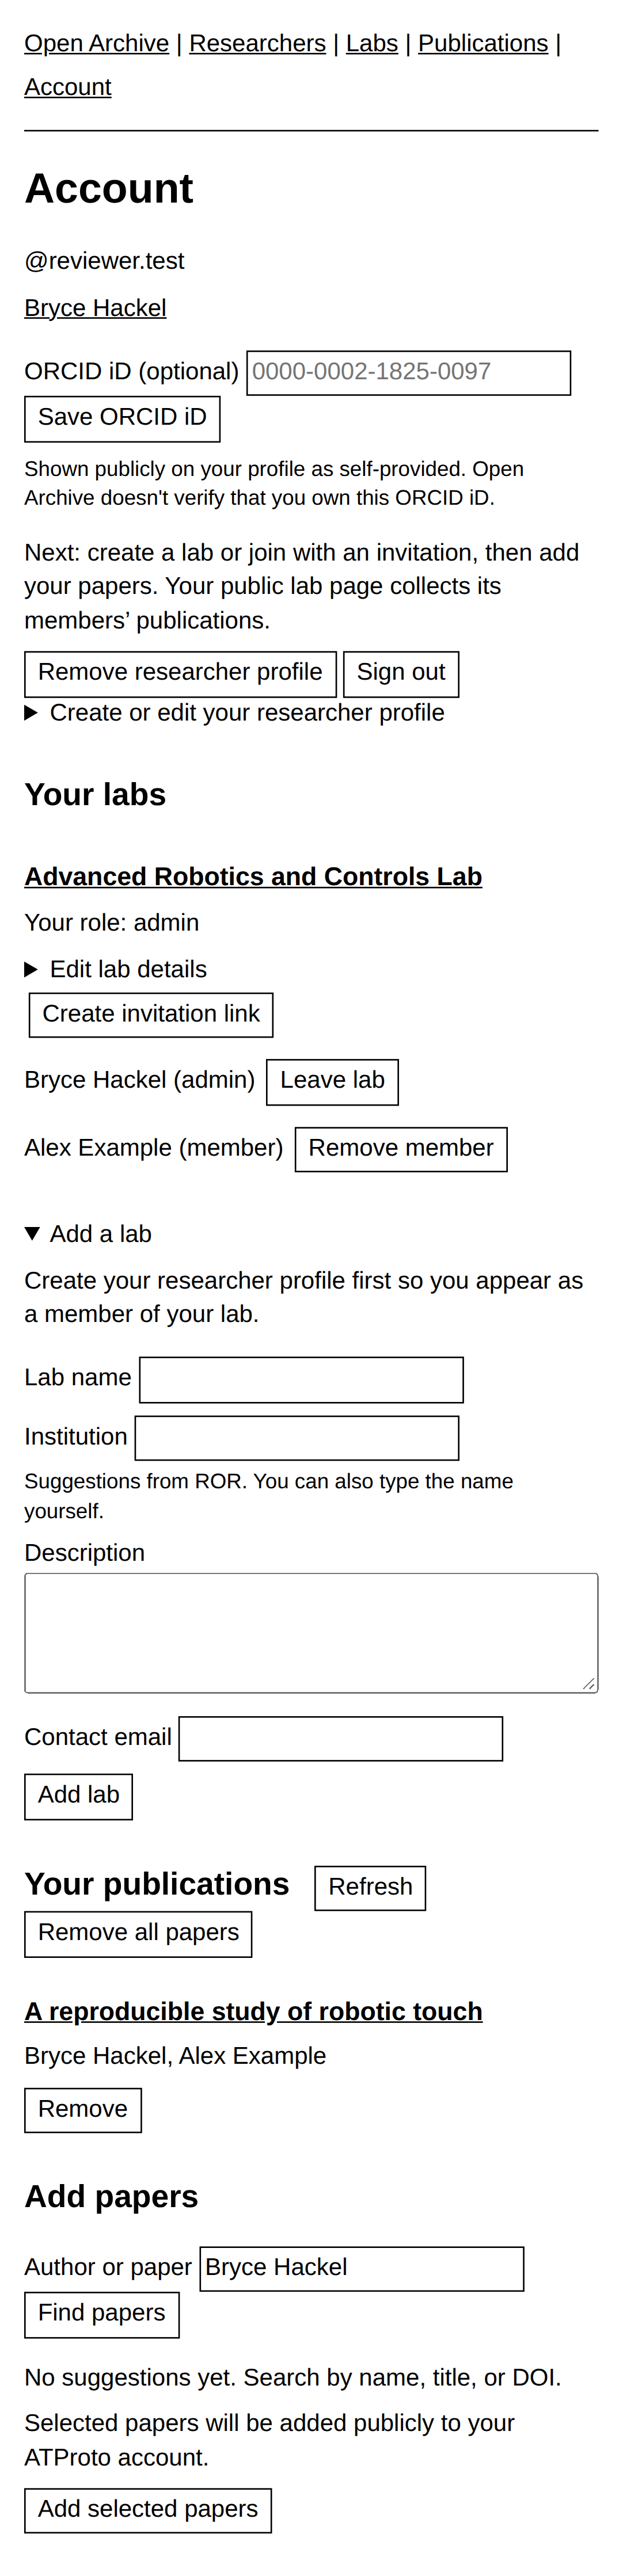 Open Archive | Researchers | Labs | Publications |
Account
Account
@reviewer.test
Bryce Hackel
ORCID iD (optional) 0000-0002-1825-0097
Save ORCID iD
Shown publicly on your profile as self-provided. Open
Archive doesn't verify that you own this ORCID iD.
Next: create a lab or join with an invitation, then add
your papers. Your public lab page collects its
members’ publications.
Remove researcher profile Sign out
Create or edit your researcher profile
Your labs
Advanced Robotics and Controls Lab
Your role: admin
Edit lab details
Create invitation link
Bryce Hackel (admin) Leave lab
Alex Example (member) Remove member
Add a lab
Create your researcher profile first so you appear as
a member of your lab.
Lab name
Institution
Suggestions from ROR. You can also type the name
yourself.
Description
Contact email
Add lab
Your publications Refresh
Remove all papers
A reproducible study of robotic touch
Bryce Hackel, Alex Example
Remove
Add papers
Author or paper Bryce Hackel
Find papers
No suggestions yet. Search by name, title, or DOI.
Selected papers will be added publicly to your
ATProto account.
Add selected papers